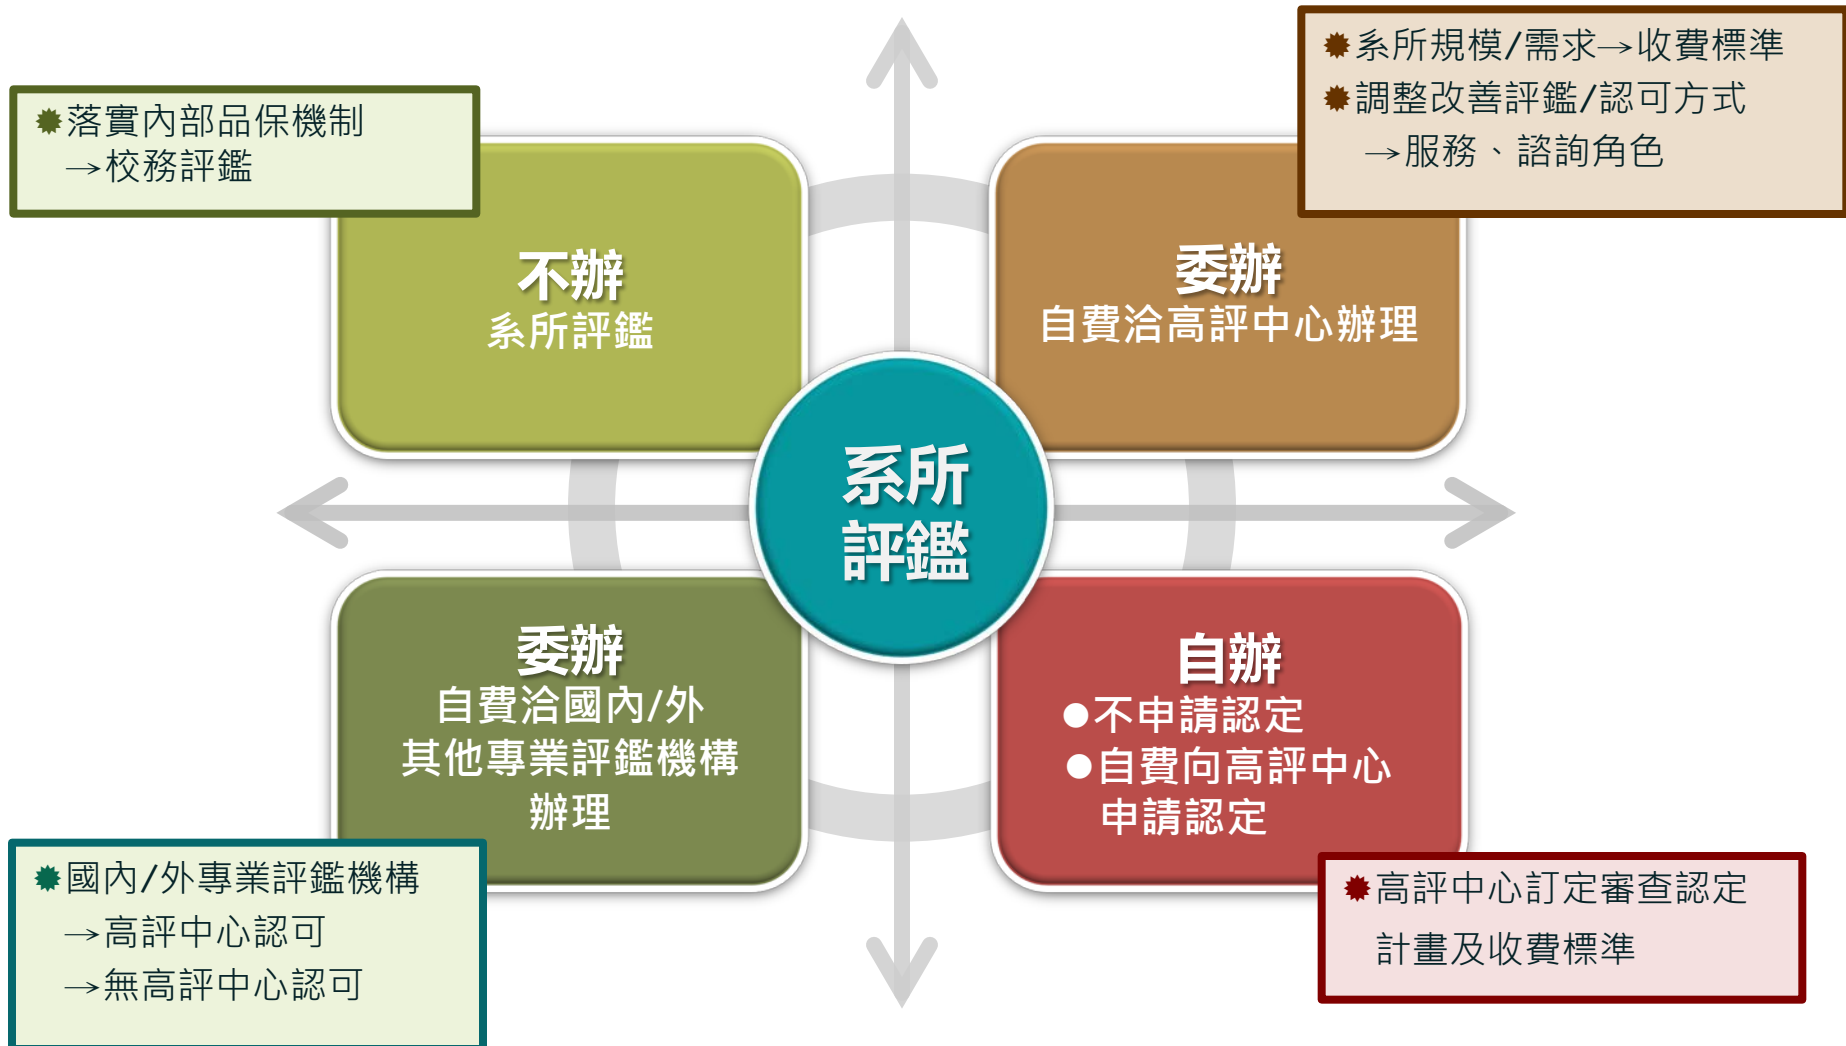 落實內部品保機制
→校務評鑑
不辦
系所評鑑
系所規模/需求→收費標準
調整改善評鑑/認可方式
→服務、諮詢角色
委辦
自費洽高評中心辦理
系所
評鑑
委辦
自費洽國內/外
其他專業評鑑機構
辦理
國內/外專業評鑑機構
→高評中心認可
→無高評中心認可
自辦
●不申請認定
●自費向高評中心
申請認定
高評中心訂定審查認定
計畫及收費標準